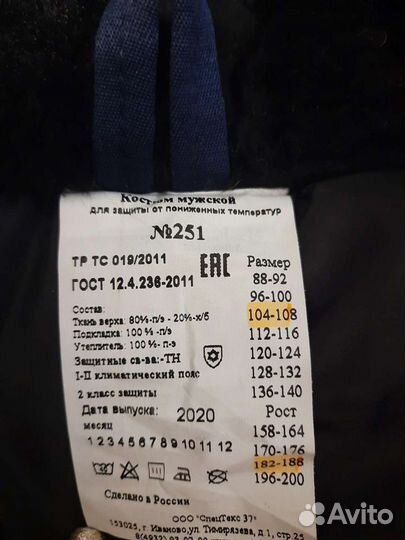 Костюм мужской
для защиты от пониженных температур
№251
ТР ТС 019/2011
ГОСТ 12.4.236-2011
EAC
Состав:
Ткань верха: 80%-п/э - 20%-х/б
Подкладка: 100 %-п/э
Утеплитель: 100 %- п-э
Защитные св-ва:-ТН
I-II климатический пояс
2 класс защиты
Дата выпуска: 2020
месяц
1 2 3 4 5 6 7 8 9 10 11 12
Сделано в России
Размер
88-92
96-100
104-108
112-116
120-124
128-132
136-140
Рост
158-164
170-176
182-188
196-200
ООО "СпецТекс 37"
153025, г. Иваново,ул. Тимирязева, д.1, стр 25
Avito